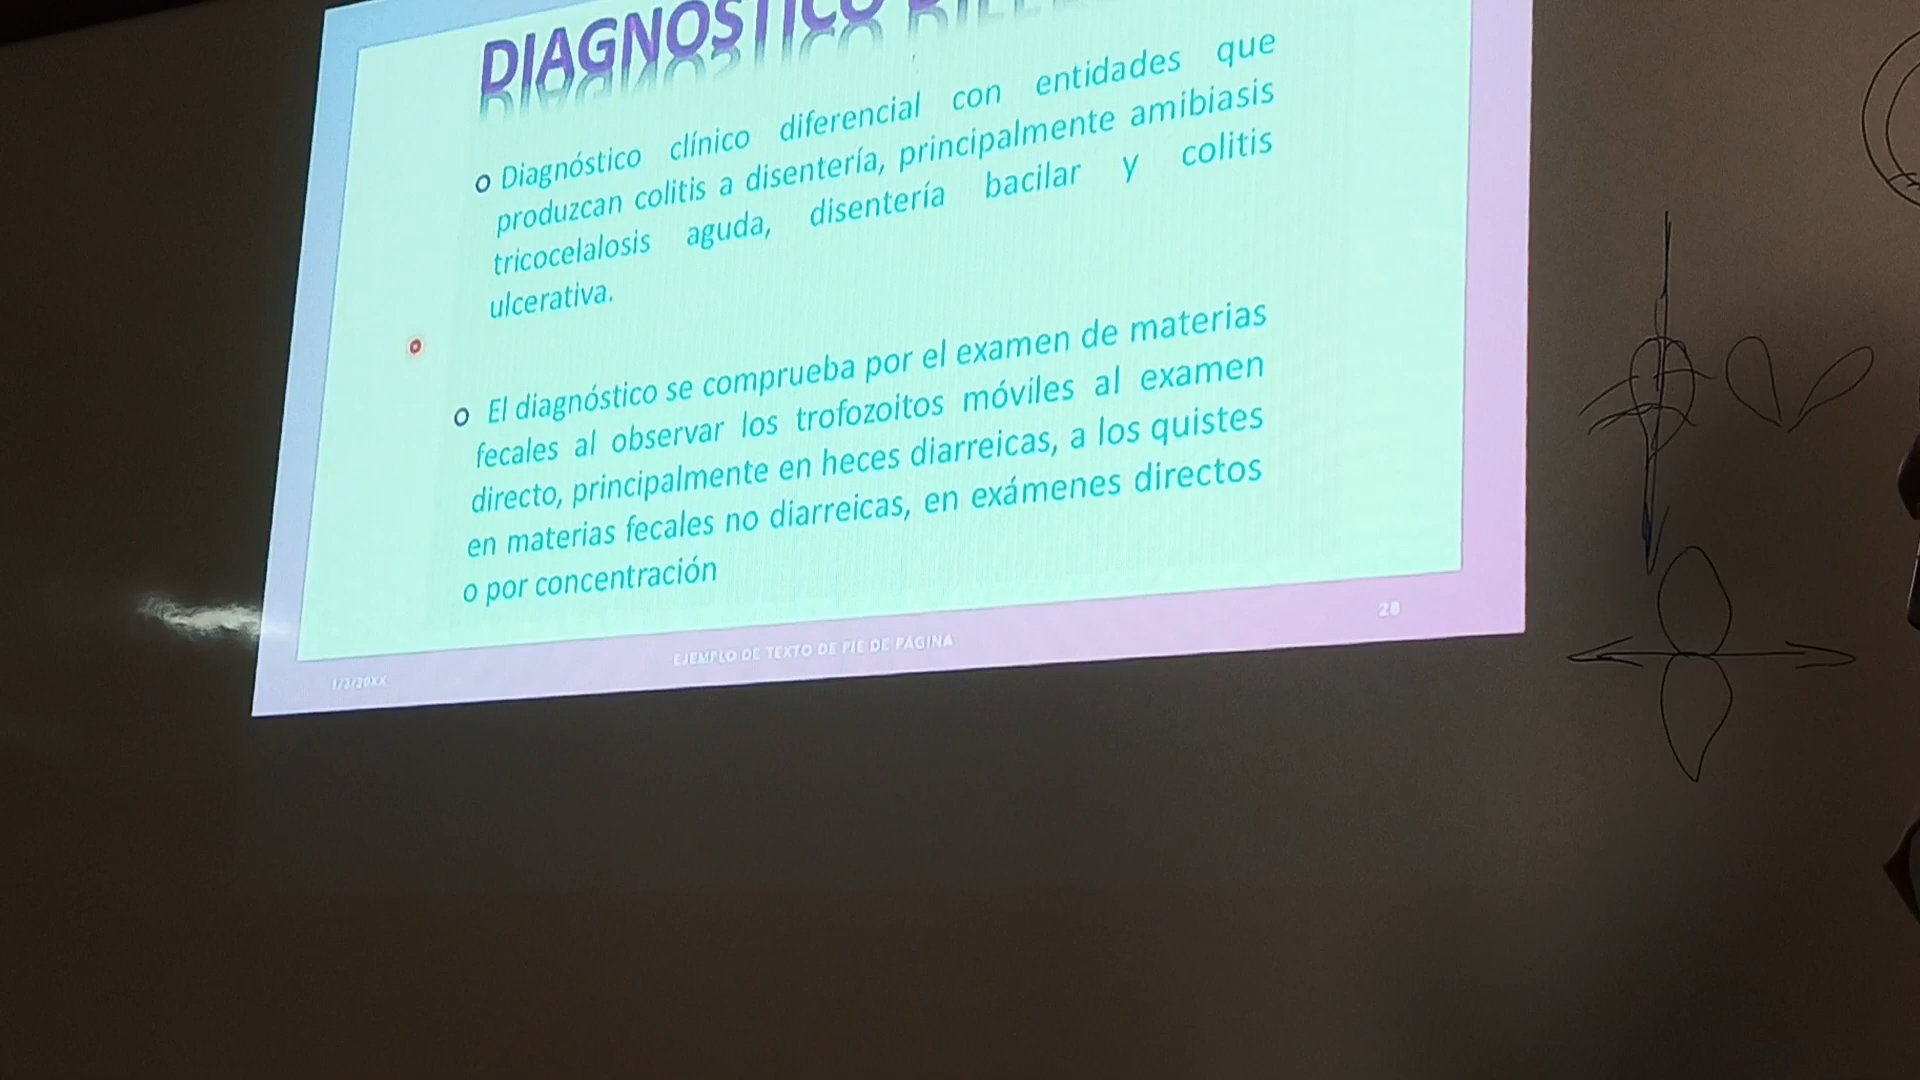 DIAGNOSTICO
o Diagnóstico clínico diferencial con entidades que
produzcan colitis a disentería, principalmente amibiasis
tricocelalosis aguda, disentería bacilar y colitis
ulcerativa.
o El diagnóstico se comprueba por el examen de materias
fecales al observar los trofozoitos móviles al examen
directo, principalmente en heces diarreicas, a los quistes
en materias fecales no diarreicas, en exámenes directos
o por concentración
1/3/20XX
EJEMPLO DE TEXTO DE PIE DE PÁGINA
28